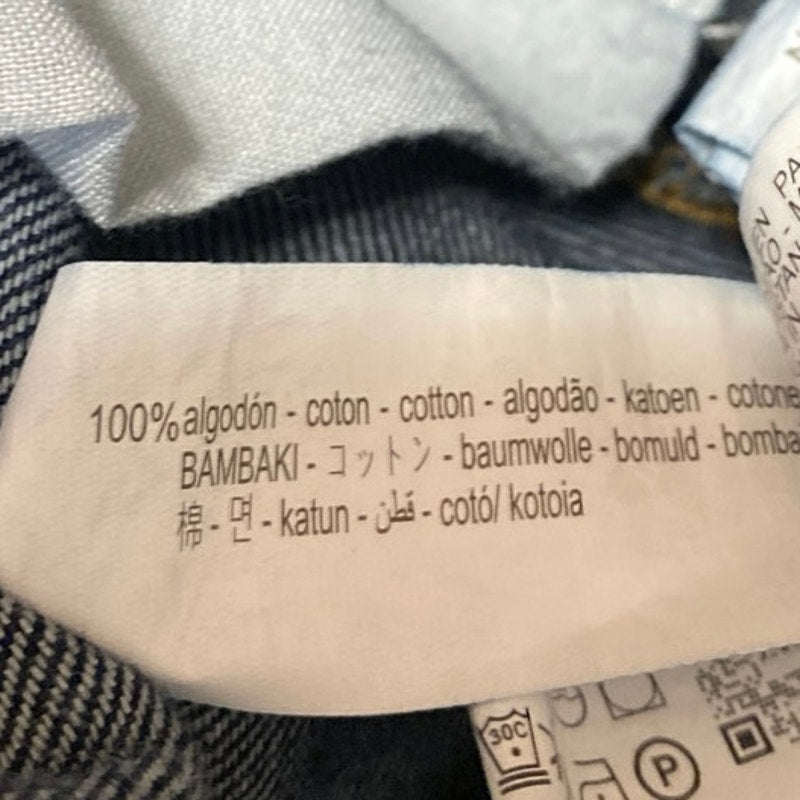 100% algodón - coton - cotton - algodão - katoen - cotone
BAMBAKI - コットン - baumwolle - bomuld - bomba
棉 - 면 - katun - قطن - cotó/ kotoia
30C
P